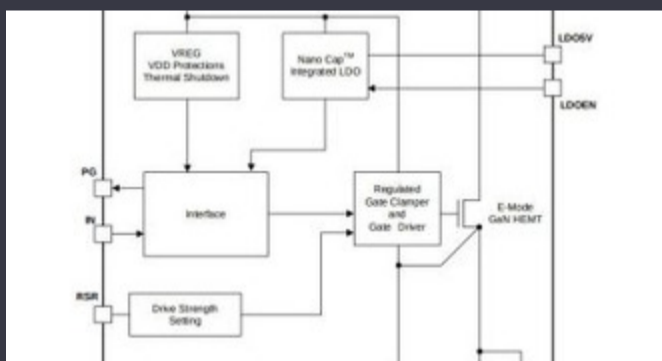 LDO5V
VREG
VDD Protections
Thermal Shutdown
Nano Cap™
Integrated LDO
LDOEN
PG
IN
Interface
Regulated
Gate Clamper
and
Gate Driver
E-Mode
GaN HEMT
RSR
Drive Strength
Setting